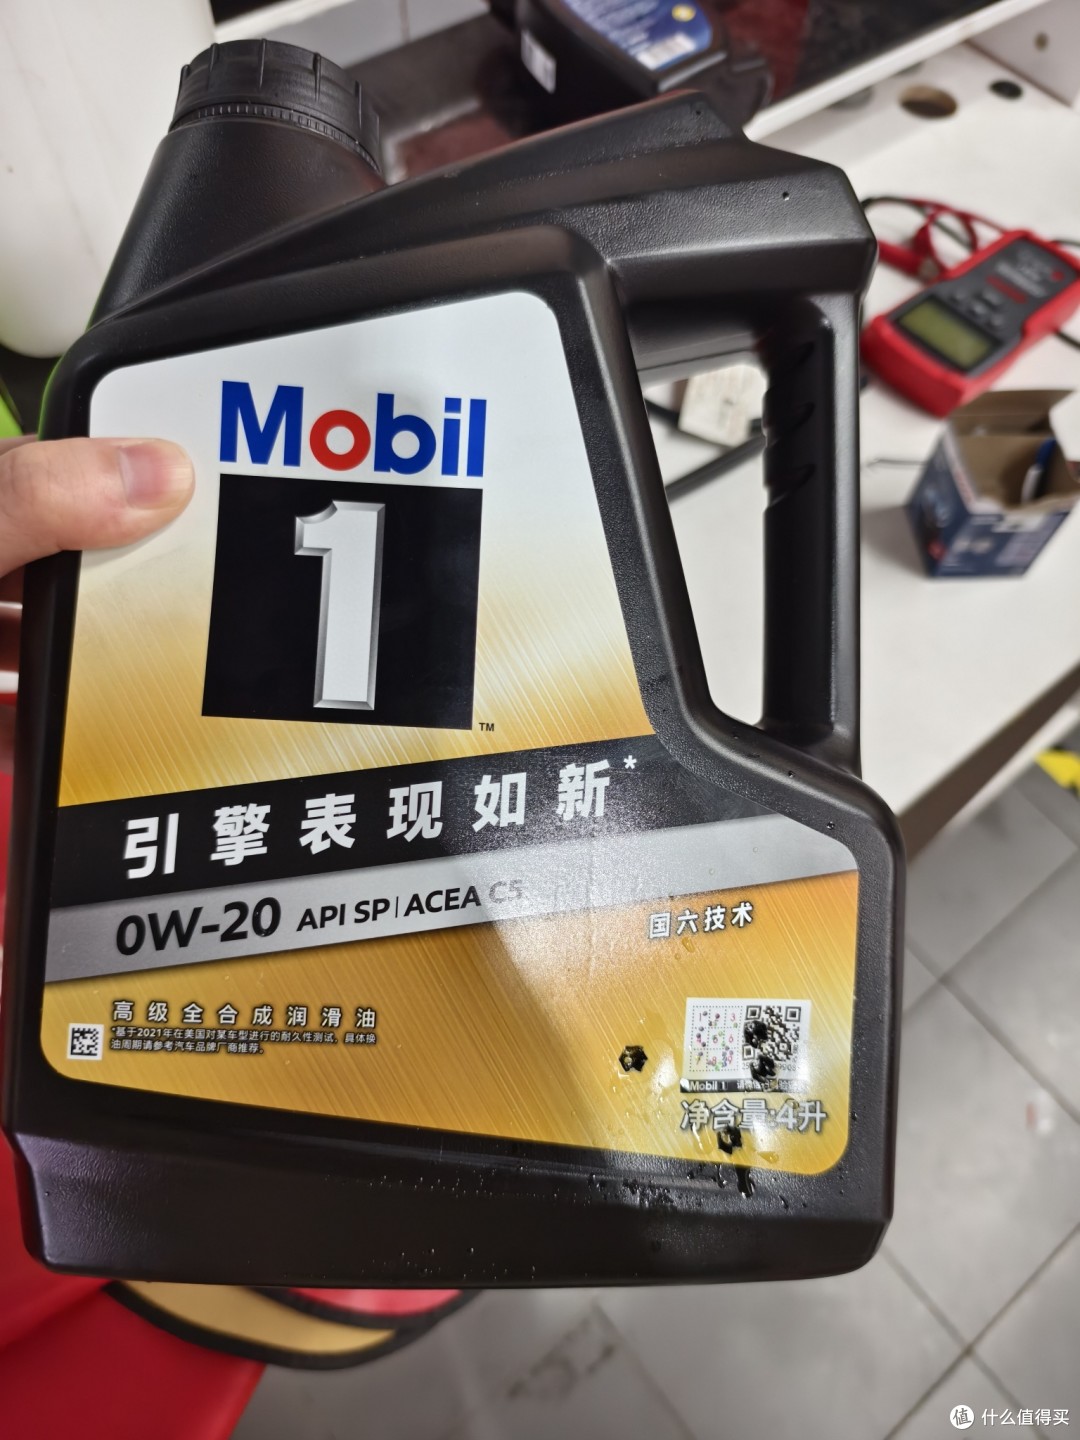 Mobil
1
TM
引擎表现如新*
0W-20 API SP | ACEA C5
国六技术
高级全合成润滑油
*基于2021年在美国对某车型进行的耐久性测试，具体换
油周期请参考汽车品牌厂商推荐。
Mobil 1
净含量:4升
值 什么值得买